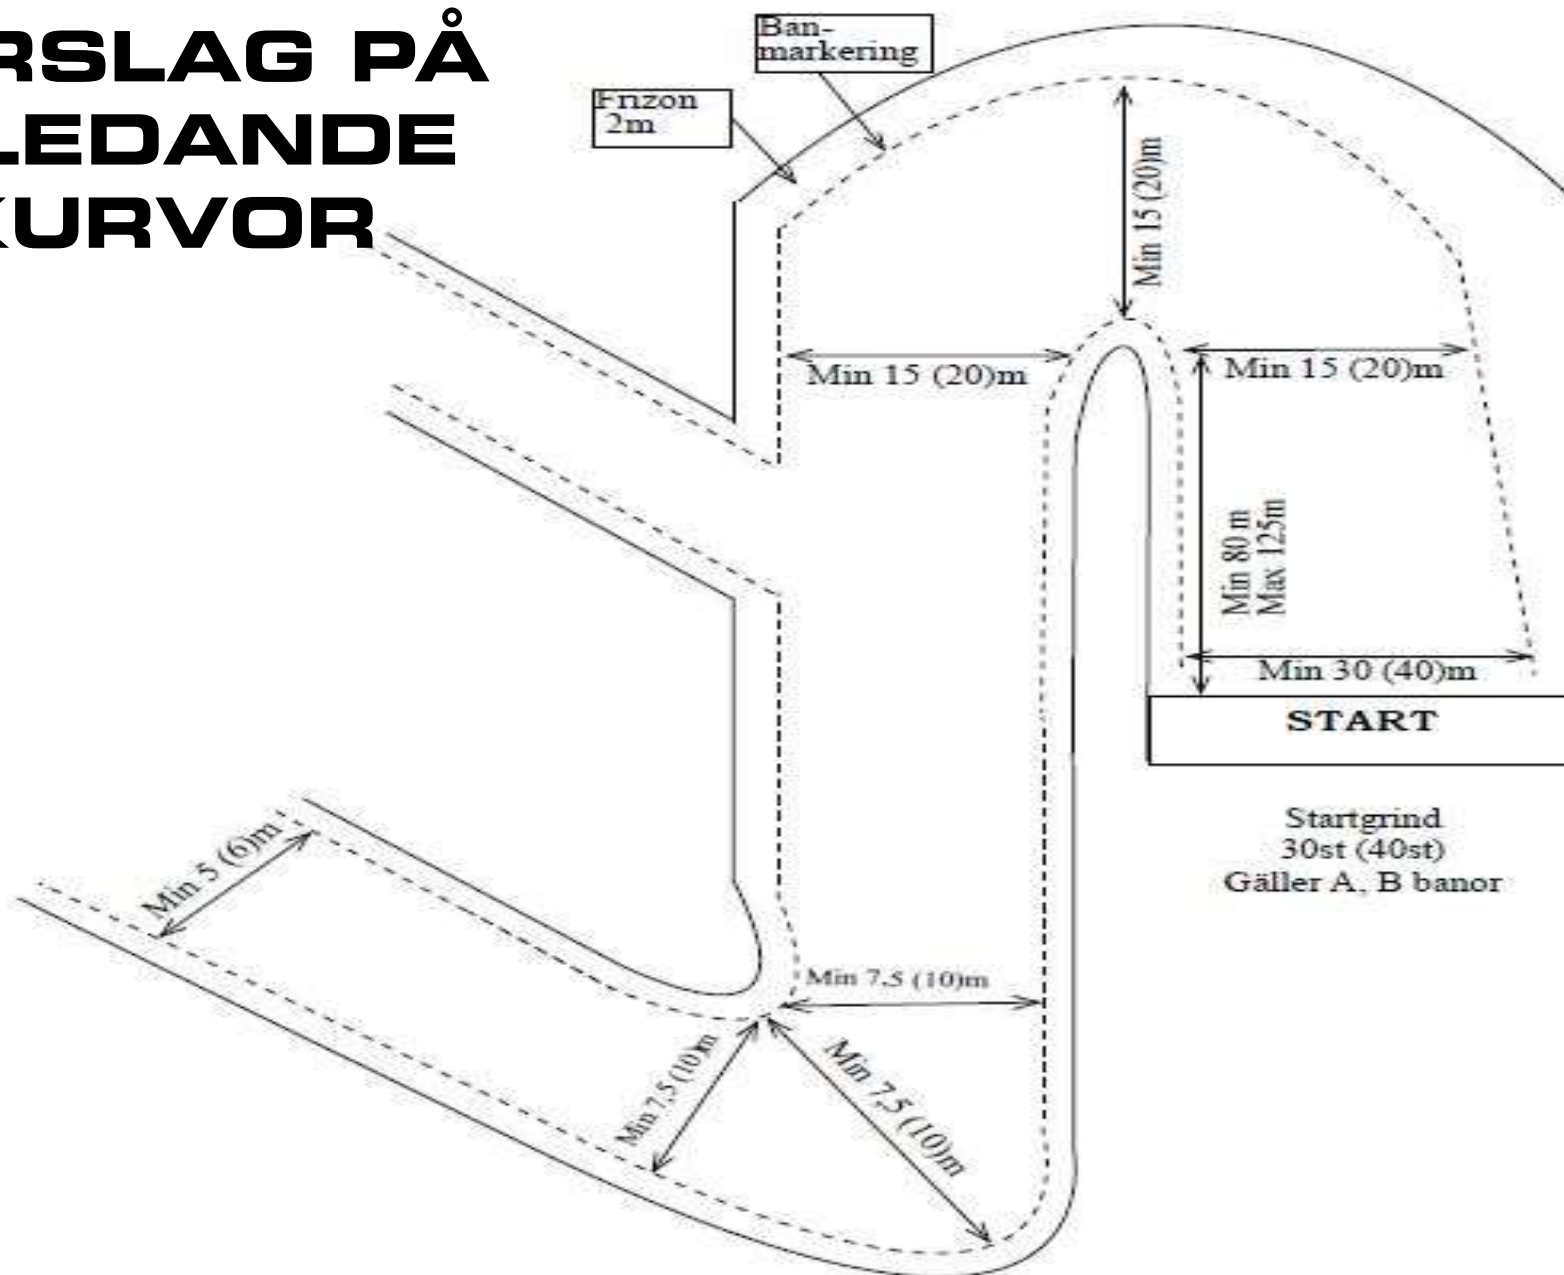 RSLAG PÅ
LEDANDE
KURVOR
Ban-
markering
Frizon
2m
Min 15 (20)m
Min 15 (20)m
Min 15 (20)m
Min 80 m
Max 125m
Min 30 (40)m
START
Startgrind
30st (40st)
Gäller A, B banor
Min 5 (6)m
Min 7.5 (10)m
Min 7,5 (10)m
Min 7,5 (10)m